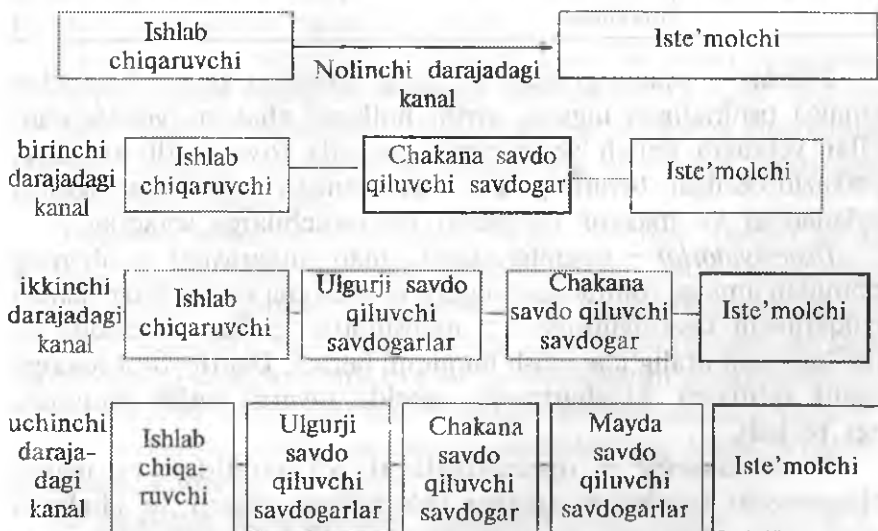 Ishlab
chiqaruvchi
Iste'molchi
Nolinchi darajadagi
kanal
birinchi
darajadagi
kanal
Ishlab
chiqaruvchi
Chakana savdo
qiluvchi savdogar
Iste'molchi
ikkinchi
darajadagi
kanal
Ishlab
chiqaruvchi
Ulgurji savdo
qiluvchi
savdogarlar
Chakana
savdo qiluvchi
savdogar
Iste'molchi
uchinchi
daraja-
dagi
kanal
Ishlab
chiqa-
ruvchi
Ulgurji
savdo
qiluvchi
savdogarlar
Chakana
savdo
qiluvchi
savdogar
Mayda
savdo
qiluvchi
savdogarlar
Iste'molchi